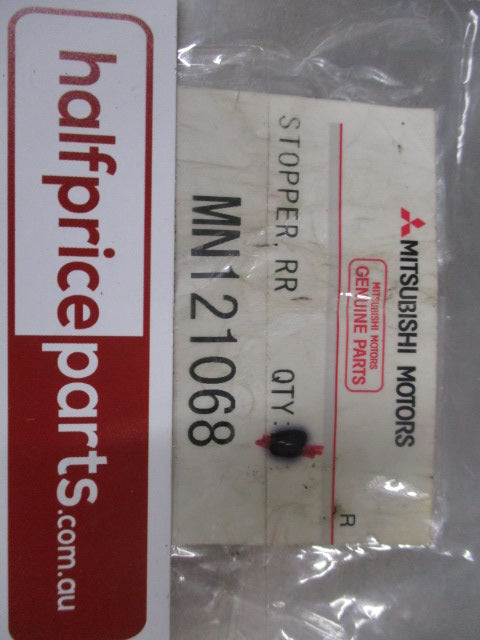 MITSUBISHI MOTORS
MITSUBISHI MOTORS
GENUINE PARTS
R
STOPPER, RR QTY.
MN121068
halfpriceparts.com.au